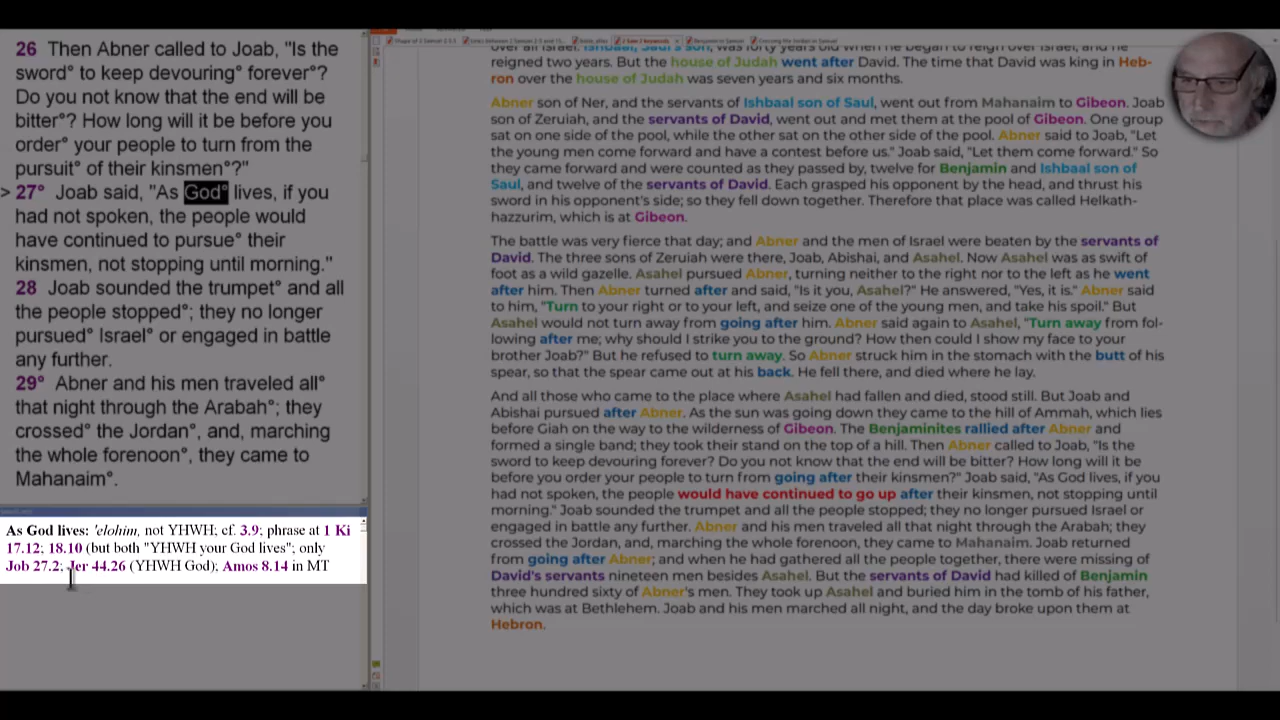 26 Then Abner called to Joab, "Is the
sword° to keep devouring° forever°?
Do you not know that the end will be
bitter°? How long will it be before you
order° your people to turn from the
pursuit° of their kinsmen°?"
> 27° Joab said, "As God° lives, if you
had not spoken, the people would
have continued to pursue° their
kinsmen, not stopping until morning."
28 Joab sounded the trumpet° and all
the people stopped°; they no longer
pursued° Israel° or engaged in battle
any further.
29° Abner and his men traveled all°
that night through the Arabah°; they
crossed° the Jordan°, and, marching
the whole forenoon°, they came to
Mahanaim°.
As God lives: 'elohim, not YHWH; cf. 3.9; phrase at 1 Ki
17.12; 18.10 (but both "YHWH your God lives"; only
Job 27.2; Jer 44.26 (YHWH God); Amos 8.14 in MT
over all Israel. Ishbaal, Saul's son, was forty years old when he began to reign over Israel, and he
reigned two years. But the house of Judah went after David. The time that David was king in Heb-
ron over the house of Judah was seven years and six months.
Abner son of Ner, and the servants of Ishbaal son of Saul, went out from Mahanaim to Gibeon. Joab
son of Zeruiah, and the servants of David, went out and met them at the pool of Gibeon. One group
sat on one side of the pool, while the other sat on the other side of the pool. Abner said to Joab, "Let
the young men come forward and have a contest before us." Joab said, "Let them come forward." So
they came forward and were counted as they passed by, twelve for Benjamin and Ishbaal son of
Saul, and twelve of the servants of David. Each grasped his opponent by the head, and thrust his
sword in his opponent's side; so they fell down together. Therefore that place was called Helkath-
hazzurim, which is at Gibeon.
The battle was very fierce that day; and Abner and the men of Israel were beaten by the servants of
David. The three sons of Zeruiah were there, Joab, Abishai, and Asahel. Now Asahel was as swift of
foot as a wild gazelle. Asahel pursued Abner, turning neither to the right nor to the left as he went
after him. Then Abner turned after and said, "Is it you, Asahel?" He answered, "Yes, it is." Abner said
to him, "Turn to your right or to your left, and seize one of the young men, and take his spoil." But
Asahel would not turn away from going after him. Abner said again to Asahel, "Turn away from fol-
lowing after me; why should I strike you to the ground? How then could I show my face to your
brother Joab?" But he refused to turn away. So Abner struck him in the stomach with the butt of his
spear, so that the spear came out at his back. He fell there, and died where he lay.
And all those who came to the place where Asahel had fallen and died, stood still. But Joab and
Abishai pursued after Abner. As the sun was going down they came to the hill of Ammah, which lies
before Giah on the way to the wilderness of Gibeon. The Benjaminites rallied after Abner and
formed a single band; they took their stand on the top of a hill. Then Abner called to Joab, "Is the
sword to keep devouring forever? Do you not know that the end will be bitter? How long will it be
before you order your people to turn from going after their kinsmen?" Joab said, "As God lives, if you
had not spoken, the people would have continued to go up after their kinsmen, not stopping until
morning." Joab sounded the trumpet and all the people stopped; they no longer pursued Israel or
engaged in battle any further. Abner and his men traveled all that night through the Arabah; they
crossed the Jordan, and, marching the whole forenoon, they came to Mahanaim. Joab returned
from going after Abner; and when he had gathered all the people together, there were missing of
David's servants nineteen men besides Asahel. But the servants of David had killed of Benjamin
three hundred sixty of Abner's men. They took up Asahel and buried him in the tomb of his father,
which was at Bethlehem. Joab and his men marched all night, and the day broke upon them at
Hebron.